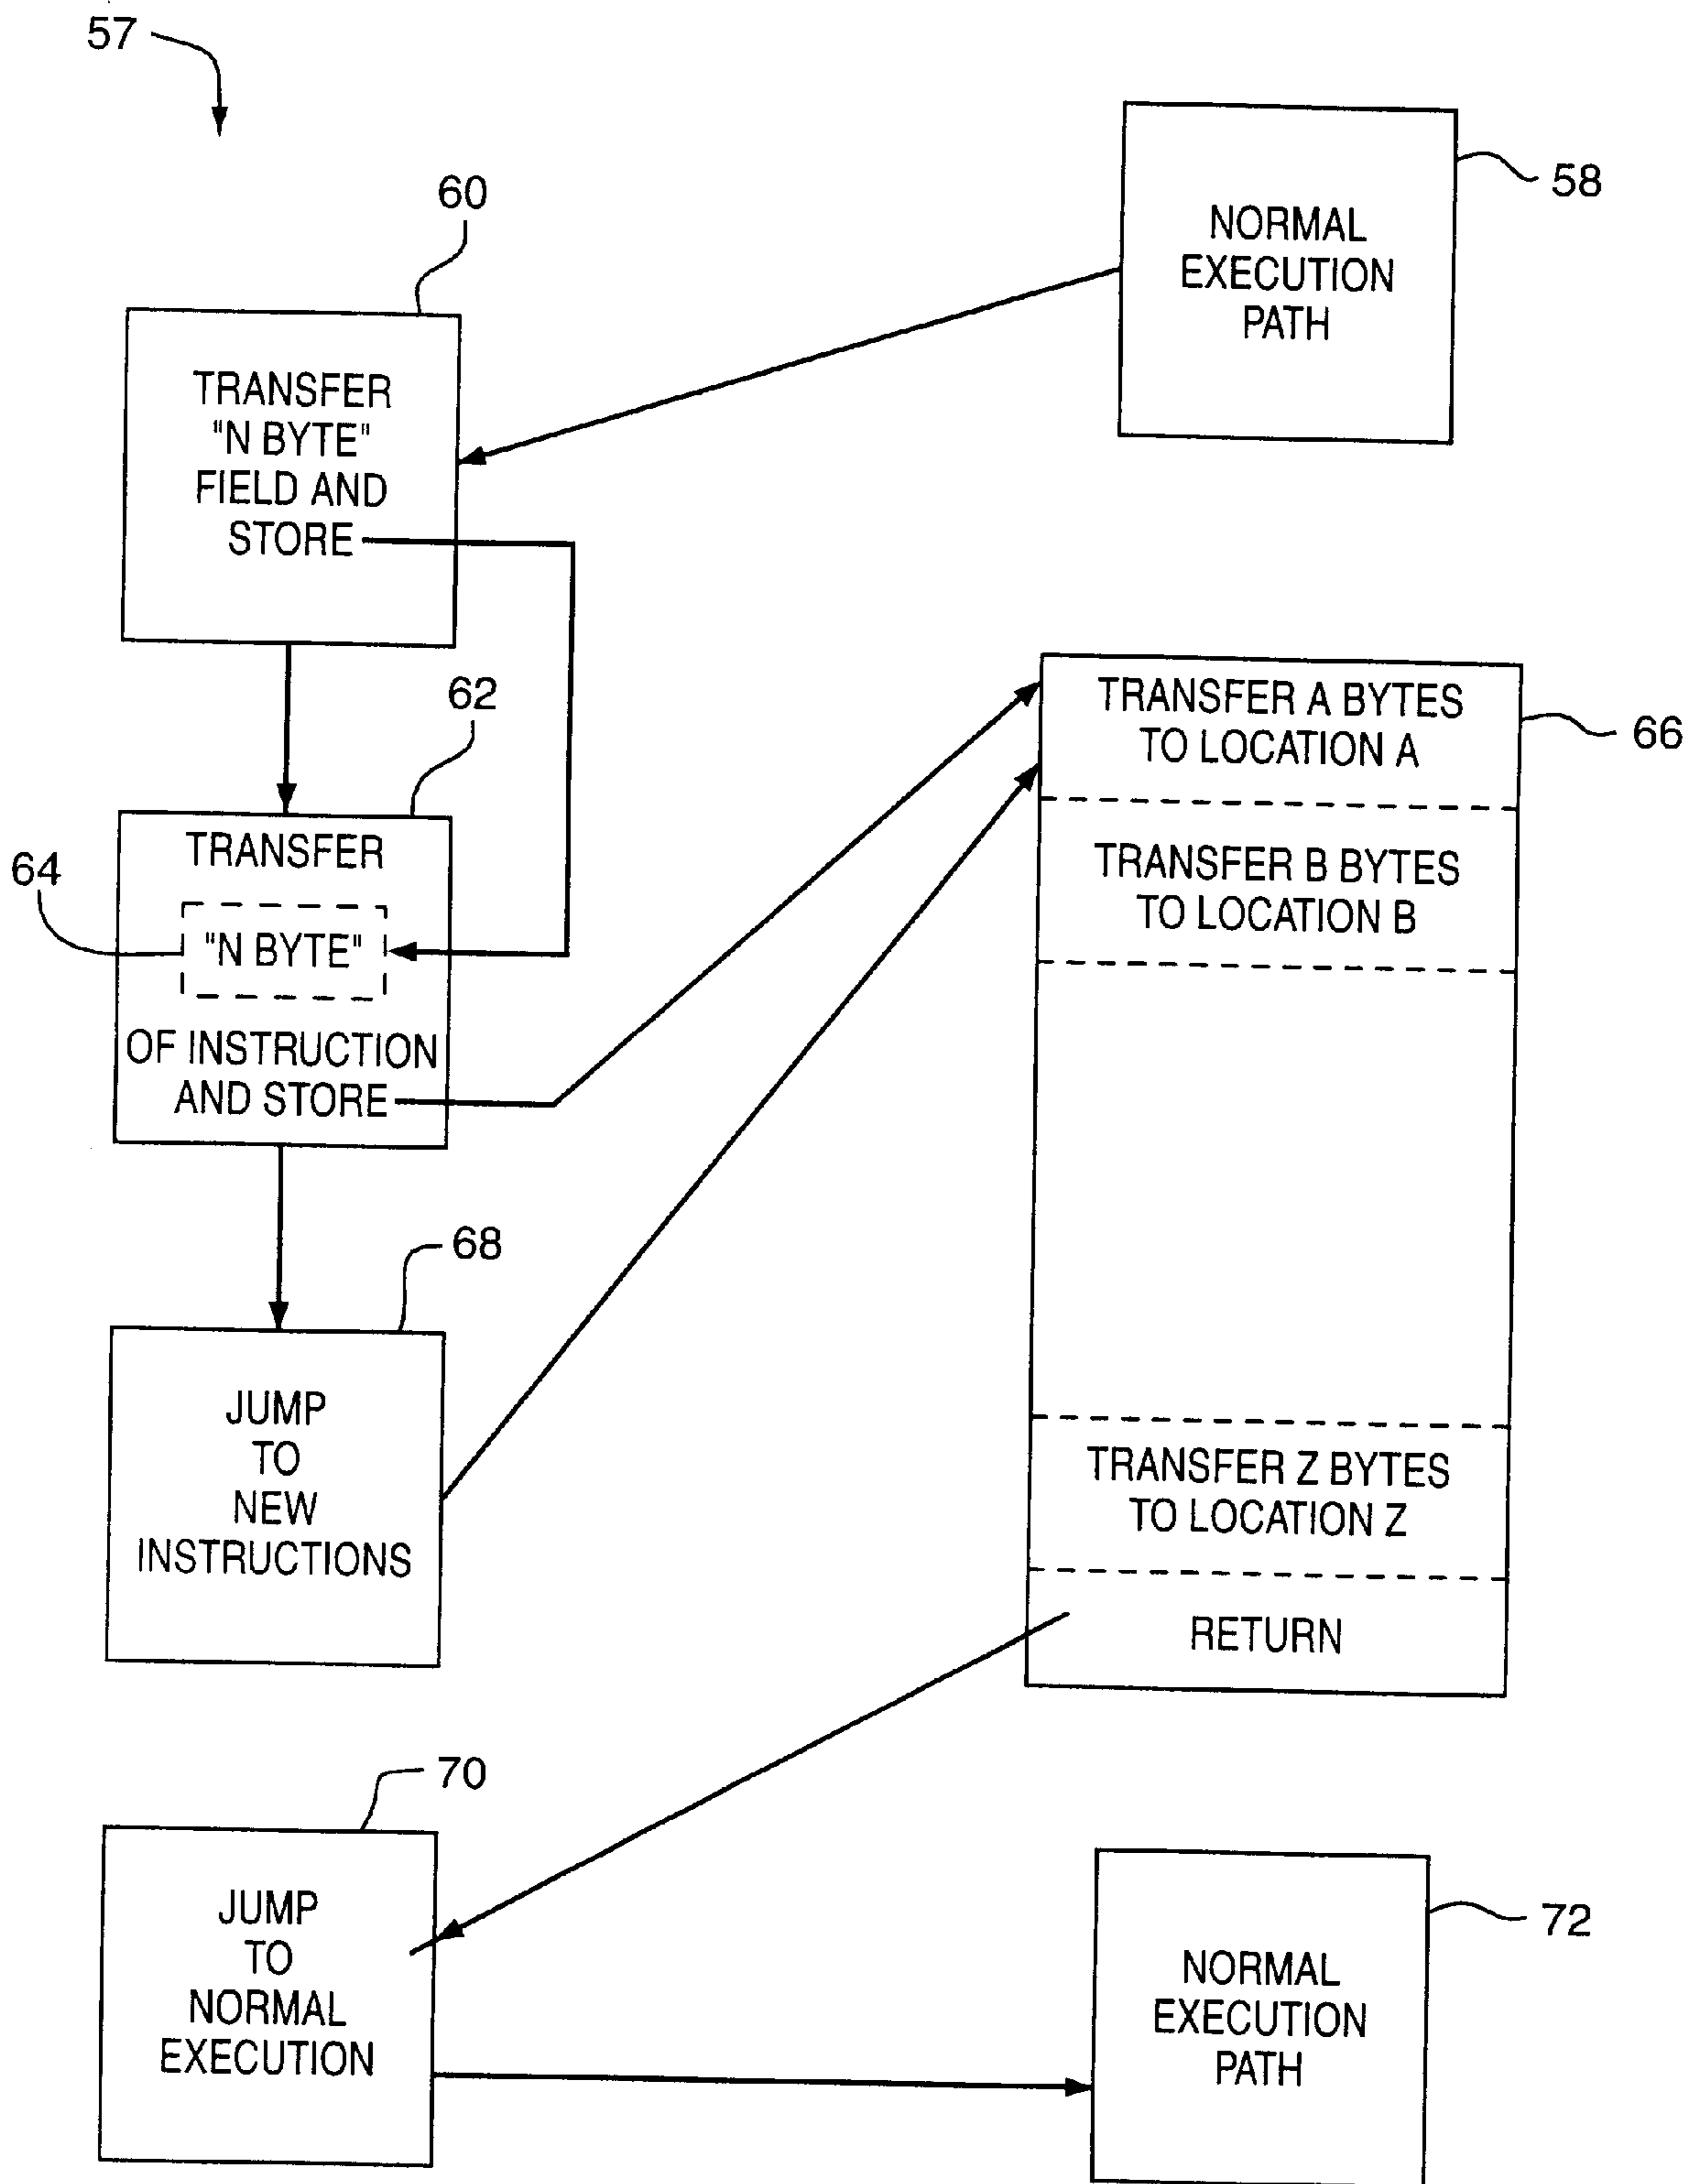 57
58
NORMAL
EXECUTION
PATH
60
TRANSFER
"N BYTE"
FIELD AND
STORE
62
TRANSFER
64
"N BYTE"
OF INSTRUCTION
AND STORE
66
TRANSFER A BYTES
TO LOCATION A
TRANSFER B BYTES
TO LOCATION B
TRANSFER Z BYTES
TO LOCATION Z
RETURN
68
JUMP
TO
NEW
INSTRUCTIONS
70
JUMP
TO
NORMAL
EXECUTION
72
NORMAL
EXECUTION
PATH